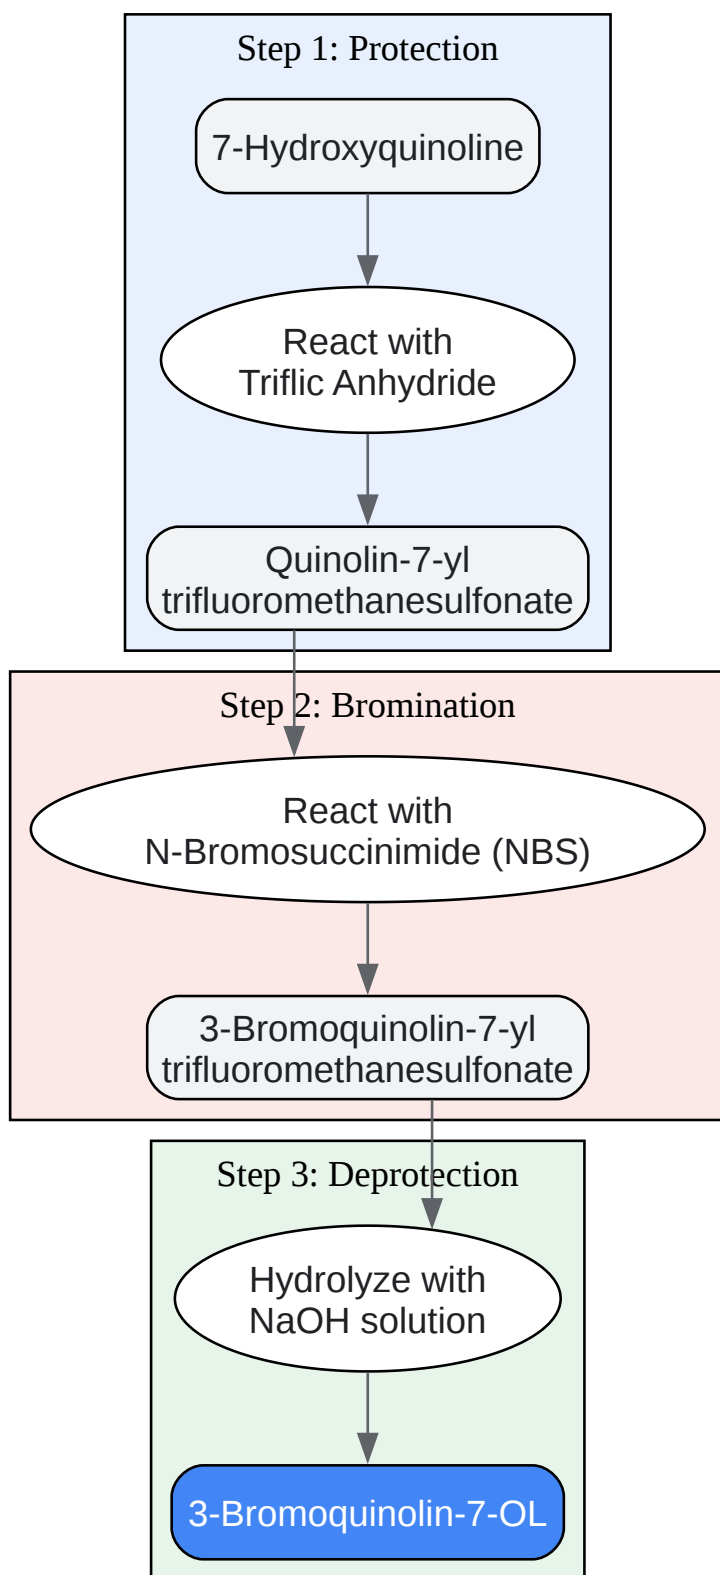 Step 1: Protection
7-Hydroxyquinoline
React with
Triflic Anhydride
Quinolin-7-yl
trifluoromethanesulfonate
Step 2: Bromination
React with
N-Bromosuccinimide (NBS)
3-Bromoquinolin-7-yl
trifluoromethanesulfonate
Step 3: Deprotection
Hydrolyze with
NaOH solution
3-Bromoquinolin-7-OL